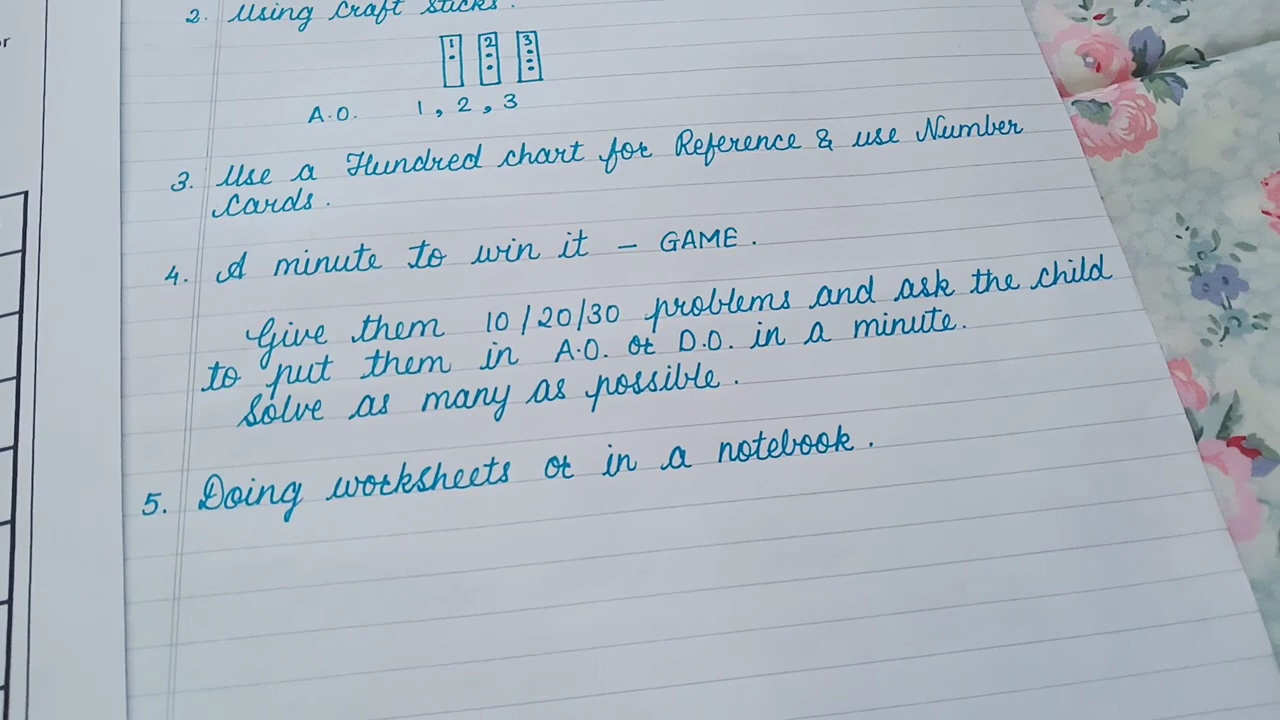 2. Using Craft Sticks.
1 2 3
A.O. 1, 2, 3
3. Use a Hundred chart for Reference & use Number
Cards.
4. A minute to win it - GAME.
Give them 10/20/30 problems and ask the child
to put them in A.O. or D.O. in a minute.
Solve as many as possible.
5. Doing worksheets or in a notebook.